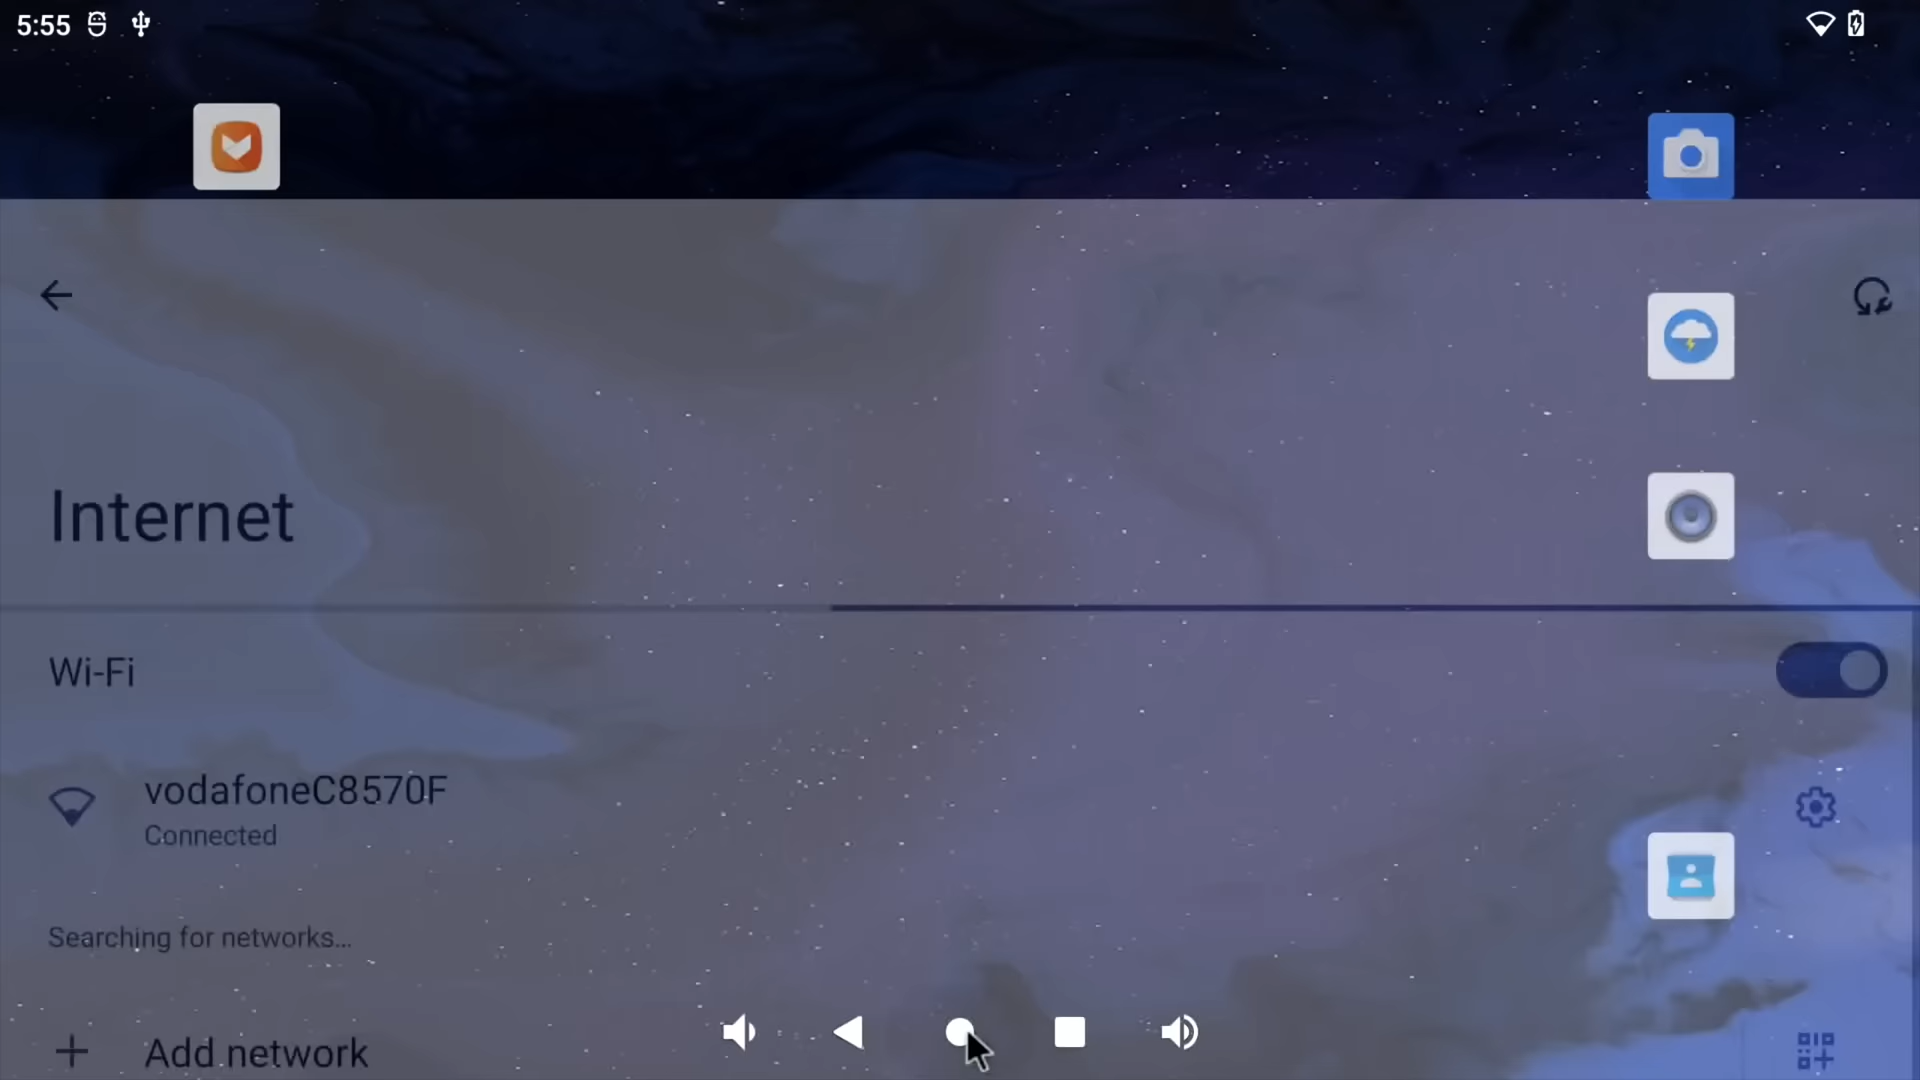 5:55
Internet
Wi-Fi
vodafoneC8570F
Connected
Searching for networks...
Add network